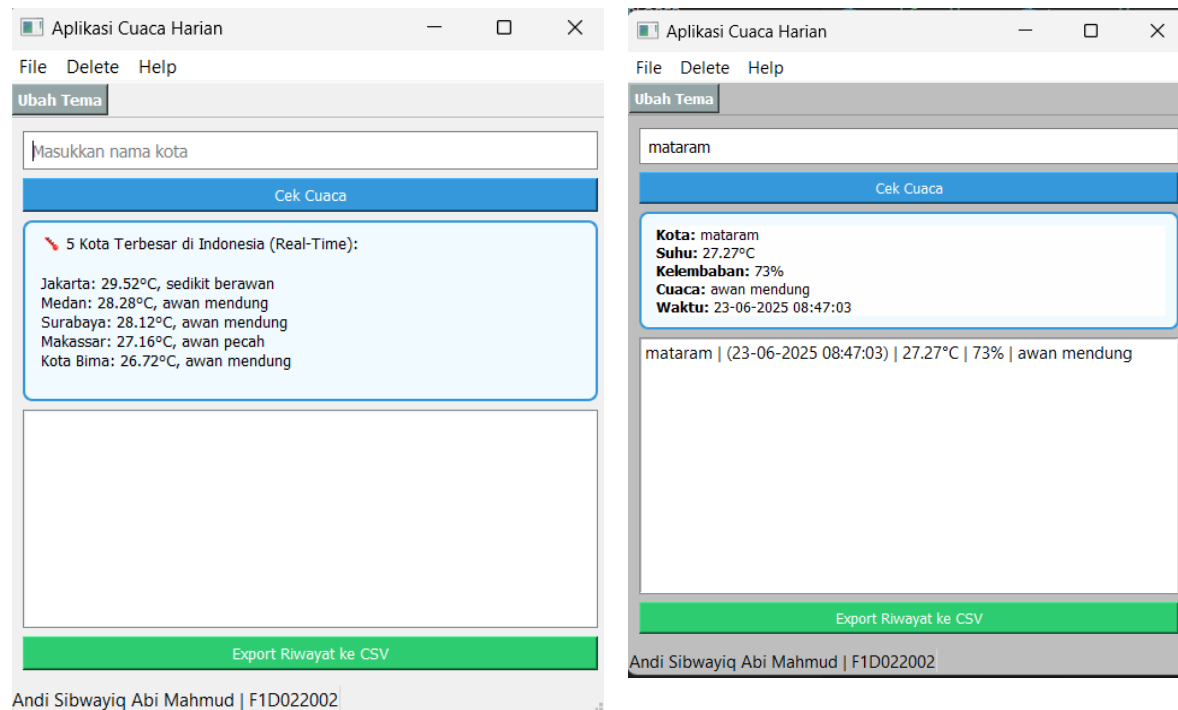 Aplikasi Cuaca Harian
File Delete Help
Ubah Tema
Masukkan nama kota
Cek Cuaca
5 Kota Terbesar di Indonesia (Real-Time):
Jakarta: 29.52°C, sedikit berawan
Medan: 28.28°C, awan mendung
Surabaya: 28.12°C, awan mendung
Makassar: 27.16°C, awan pecah
Kota Bima: 26.72°C, awan mendung
Export Riwayat ke CSV
Andi Sibwayiq Abi Mahmud | F1D022002
Aplikasi Cuaca Harian
File Delete Help
Ubah Tema
mataram
Cek Cuaca
Kota: mataram
Suhu: 27.27°C
Kelembaban: 73%
Cuaca: awan mendung
Waktu: 23-06-2025 08:47:03
mataram | (23-06-2025 08:47:03) | 27.27°C | 73% | awan mendung
Export Riwayat ke CSV
Andi Sibwayiq Abi Mahmud | F1D022002